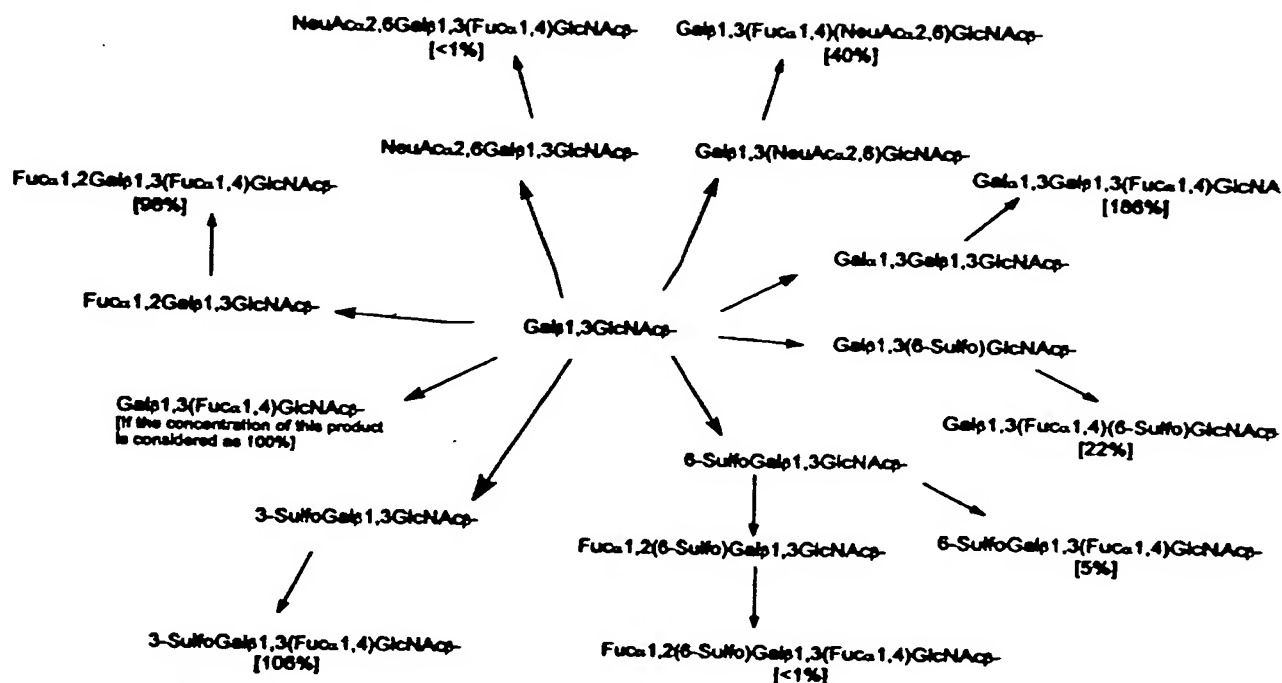 NeuAcα2,6Galβ1,3(Fucα1,4)GlcNAcβ-
[<1%]
Galβ1,3(Fucα1,4)(NeuAcα2,6)GlcNAcβ-
[40%]
NeuAcα2,6Galβ1,3GlcNAcβ-
Galβ1,3(NeuAcα2,6)GlcNAcβ-
Fucα1,2Galβ1,3(Fucα1,4)GlcNAcβ-
[98%]
Galα1,3Galβ1,3(Fucα1,4)GlcNA
[186%]
Galα1,3Galβ1,3GlcNAcβ-
Fucα1,2Galβ1,3GlcNAcβ-
Galβ1,3GlcNAcβ-
Galβ1,3(6-Sulfo)GlcNAcβ-
Galβ1,3(Fucα1,4)GlcNAcβ-
[If the concentration of this product
is considered as 100%]
Galβ1,3(Fucα1,4)(6-Sulfo)GlcNAcβ-
[22%]
6-SulfoGalβ1,3GlcNAcβ-
3-SulfoGalβ1,3GlcNAcβ-
Fucα1,2(6-Sulfo)Galβ1,3GlcNAcβ-
6-SulfoGalβ1,3(Fucα1,4)GlcNAcβ-
[5%]
3-SulfoGalβ1,3(Fucα1,4)GlcNAcβ-
[106%]
Fucα1,2(6-Sulfo)Galβ1,3(Fucα1,4)GlcNAcβ-
[<1%]